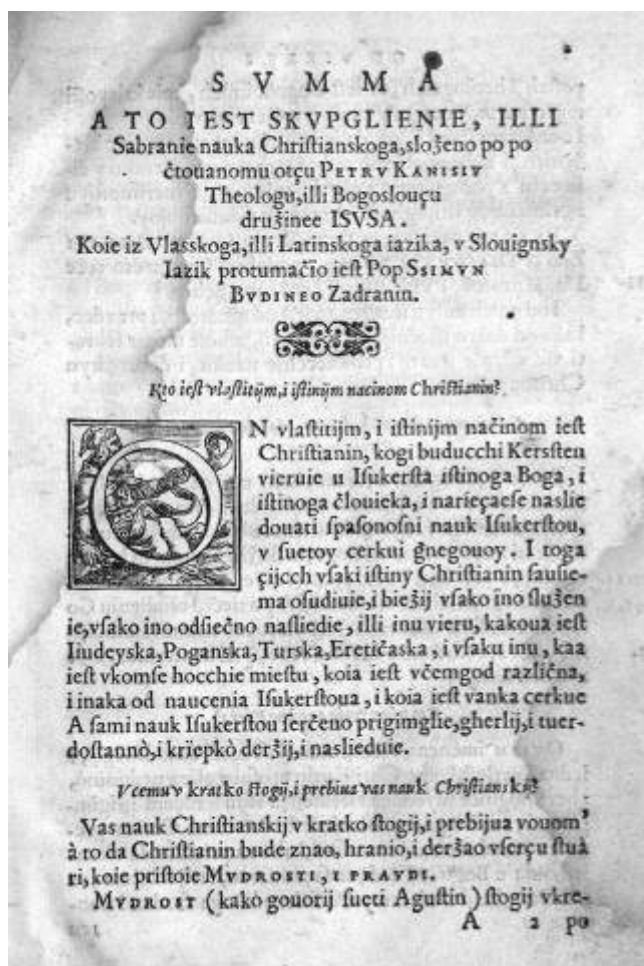 SVMMA
A TO IEST SKVPGLIENIE, ILLI
Sabranie nauka Chriſtianskoga,ſloʒeno po po
čtouanomu otçu PETRV KANISIV
Theologu,illi Bogoslouçu
druʒinee ISVSA.
Koie iz Vlasskoga,illi Latinskoga iazika, v Slouignsky
Iazik protumačio ieſt Pop SSIMVN
BVDINEO Zadranin.
Kto ieſt vlaſtitijm,i iſtinijm nacinom Chriſtianin?
ON vlaſtitijm, i iſtinijm načinom ieſt
Chriſtianin, kogi buducchi Kerſten
vieruie u Iſukerſta iſtinoga Boga, i
iſtinoga človieka, i narieçaeſe naslie
douati ſpaſonoſni nauk Iſukerſtou,
v ſuetoy cerkui gnegouoy. I toga
çijcch vſaki iſtiny Chriſtianin ſauſie-
ma oſudiuie,i bieʒij vſako ino ſluʒen
ie,vſako ino odſiečno naſliedie, illi inu vieru, kakoua ieſt
Iiudeyska,Poganska,Turska,Eretičaska, i vſaku inu, kaa
ieſt vkomſe hocchie mieſtu, koia ieſt včemgod različna,
i inaka od naucenia Iſukerſtoua, i koia ieſt vanka cerkue
A ſami nauk Iſukerſtou ſerčeno prigimglie,gherlij,i tuer-
doſtannò,i kriepkò derʒij,i naslieduie.
Vcemu v kratko ſtogij,i prebiua vas nauk Chriſtianskij?
Vas nauk Chriſtianskij v kratko ſtogij,i prebijua vouom'
à to da Chriſtianin bude znao, hranio,i derʒao vſerçu ſtuà
ri,koie priſtoie MVDROSTI, I PRAVDI.
MVDROST (kakò gouorij ſueti Aguſtin) ſtogij vkre-
A 2 po